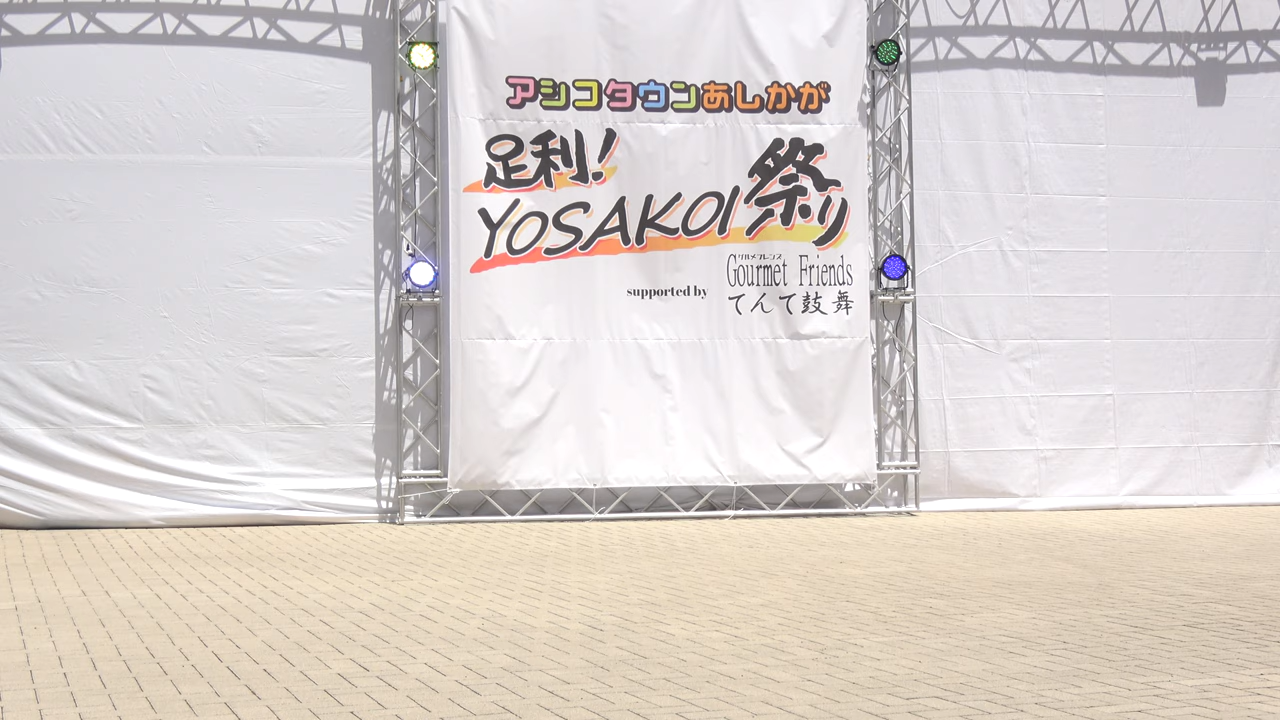 アシコタウンあしかが
足利!
YOSAKOI祭り
グルメフレンズ
Gourmet Friends
supported by
てんて鼓舞